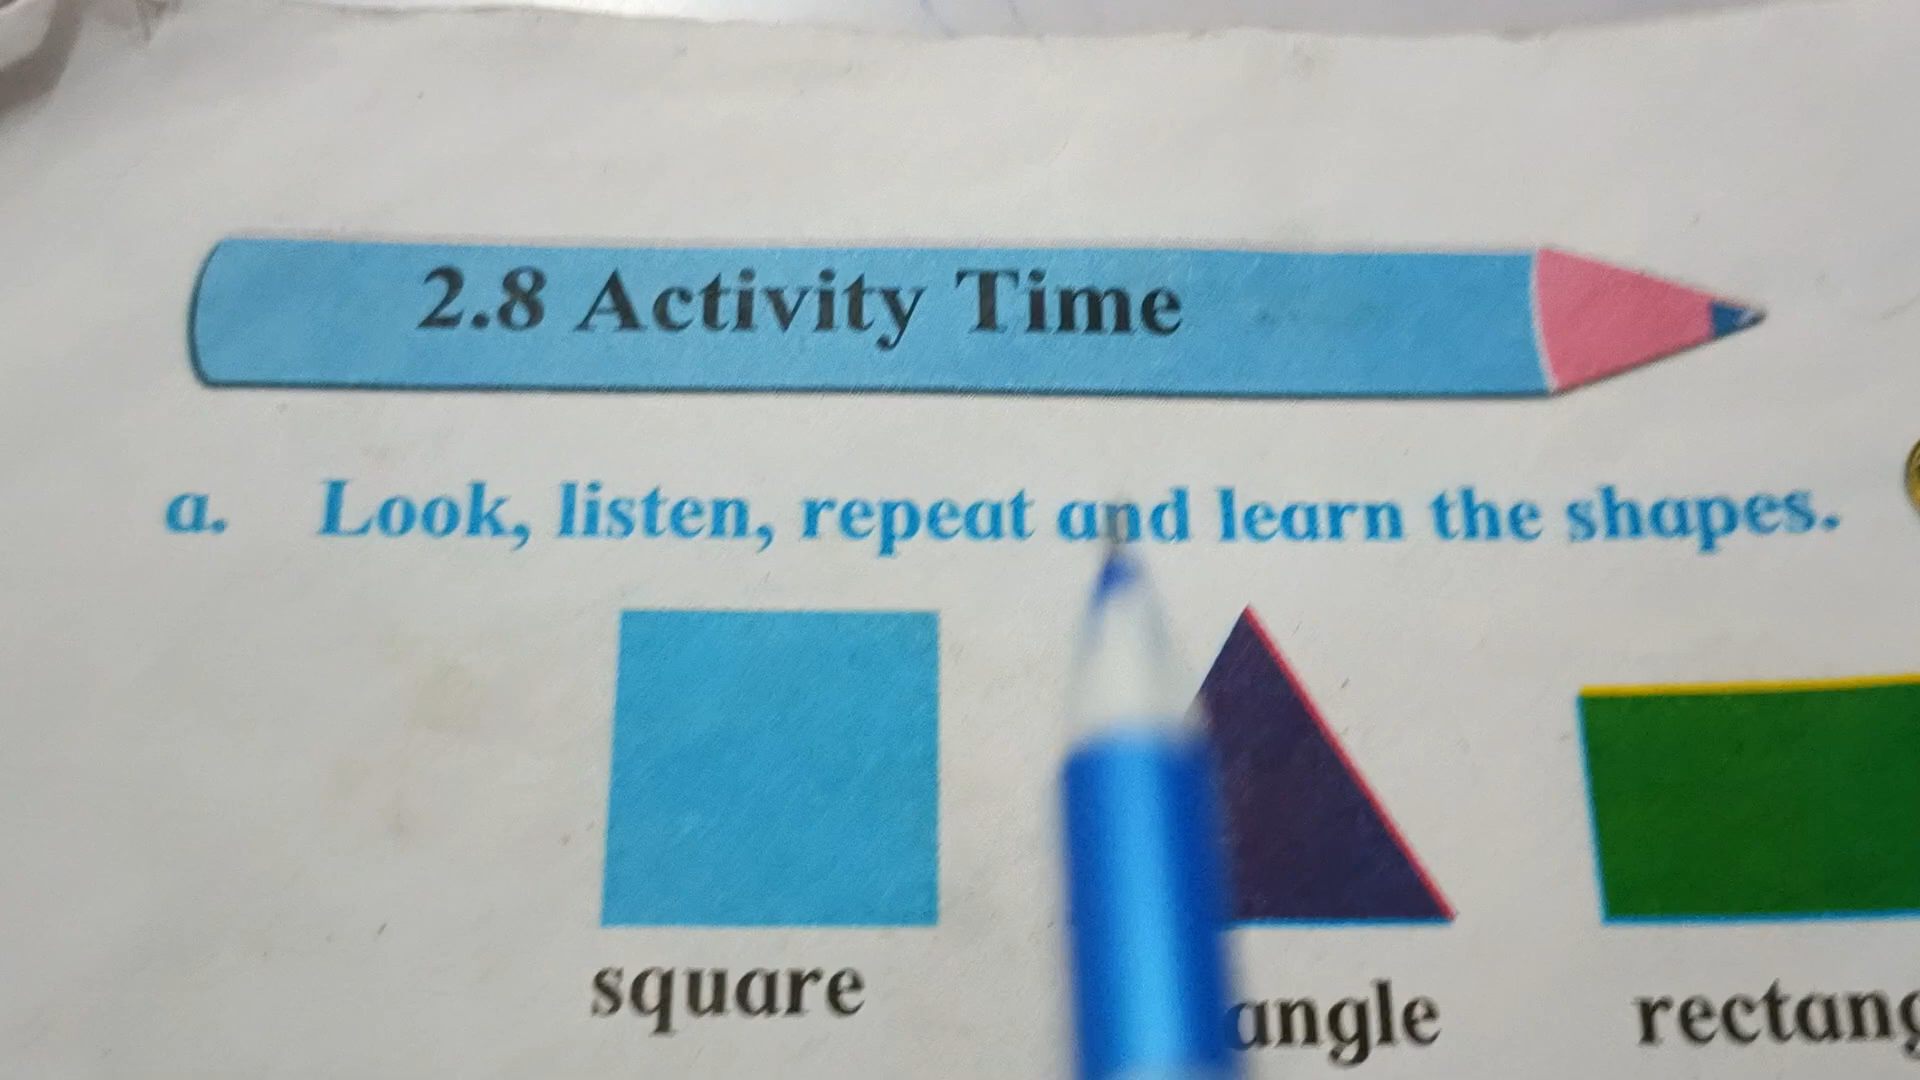 2.8 Activity Time
a. Look, listen, repeat and learn the shapes.
square angle rectang